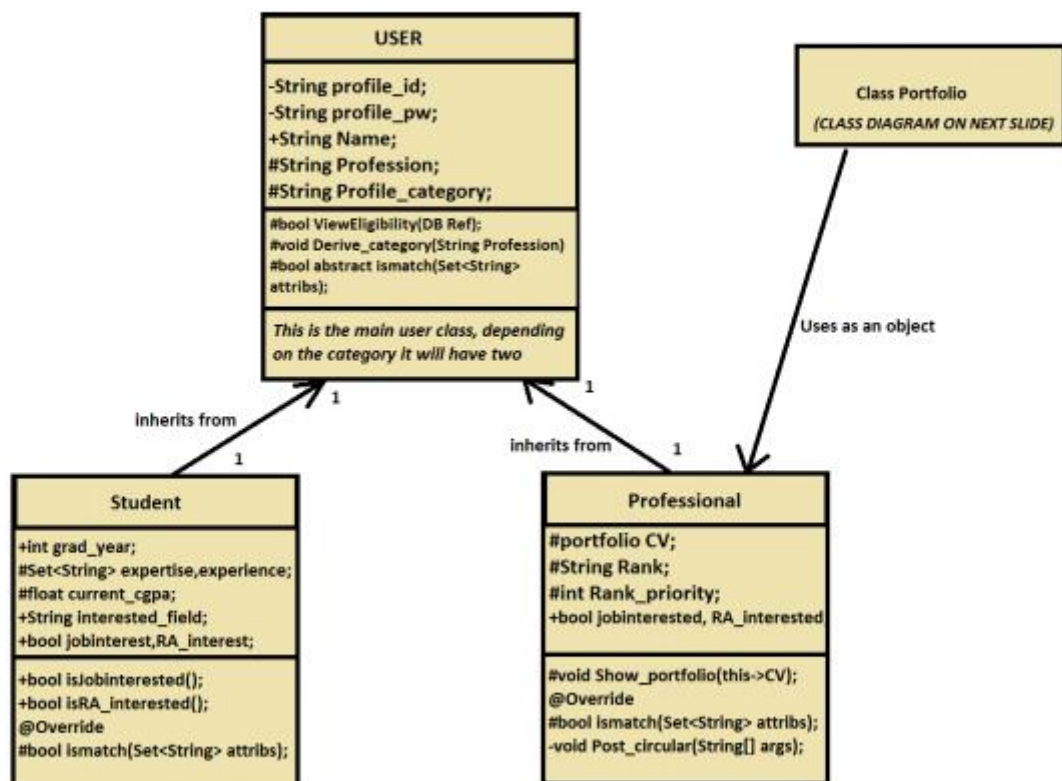 USER
-String profile_id;
-String profile_pw;
+String Name;
#String Profession;
#String Profile_category;
#bool ViewEligibility(DB Ref);
#void Derive_category(String Profession)
#bool abstract ismatch(Set<String>
attribs);
This is the main user class, depending
on the category it will have two
Class Portfolio
(CLASS DIAGRAM ON NEXT SLIDE)
Uses as an object
1
1
inherits from
inherits from
1
1
Student
+int grad_year;
#Set<String> expertise,experience;
#float current_cgpa;
+String interested_field;
+bool jobinterest,RA_interest;
+bool isJobinterested();
+bool isRA_interested();
@Override
#bool ismatch(Set<String> attribs);
Professional
#portfolio CV;
#String Rank;
#int Rank_priority;
+bool jobinterested, RA_interested
#void Show_portfolio(this->CV);
@Override
#bool ismatch(Set<String> attribs);
-void Post_circular(String[] args);